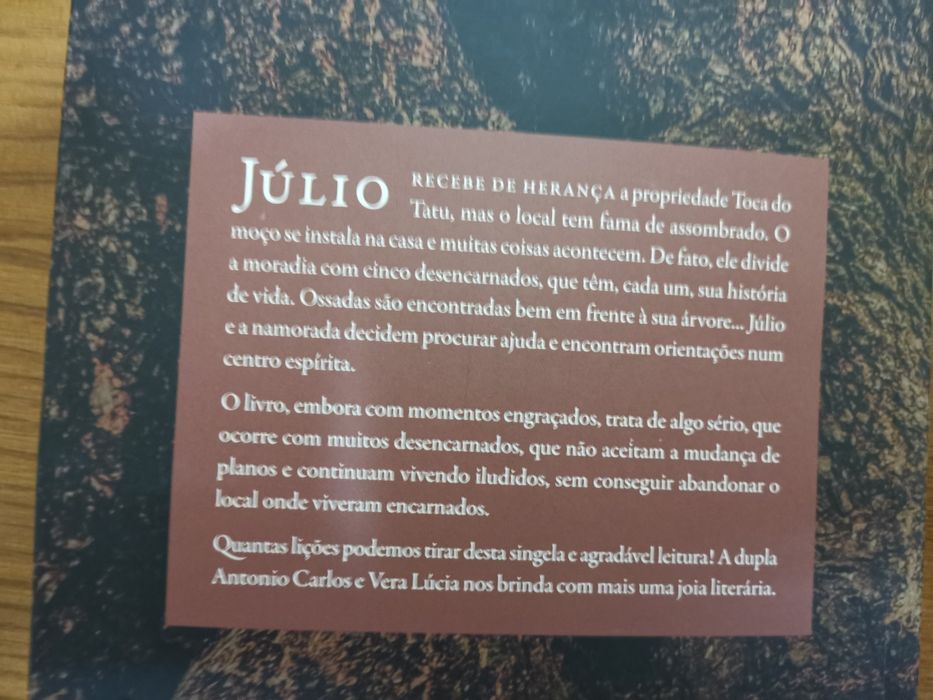 JÚLIO RECEBE DE HERANÇA a propriedade Toca do
Tatu, mas o local tem fama de assombrado. O
moço se instala na casa e muitas coisas acontecem. De fato, ele divide
a moradia com cinco desencarnados, que têm, cada um, sua história
de vida. Ossadas são encontradas bem em frente à sua árvore... Júlio
e a namorada decidem procurar ajuda e encontram orientações num
centro espírita.
O livro, embora com momentos engraçados, trata de algo sério, que
ocorre com muitos desencarnados, que não aceitam a mudança de
planos e continuam vivendo iludidos, sem conseguir abandonar o
local onde viveram encarnados.
Quantas lições podemos tirar desta singela e agradável leitura! A dupla
Antonio Carlos e Vera Lúcia nos brinda com mais uma joia literária.